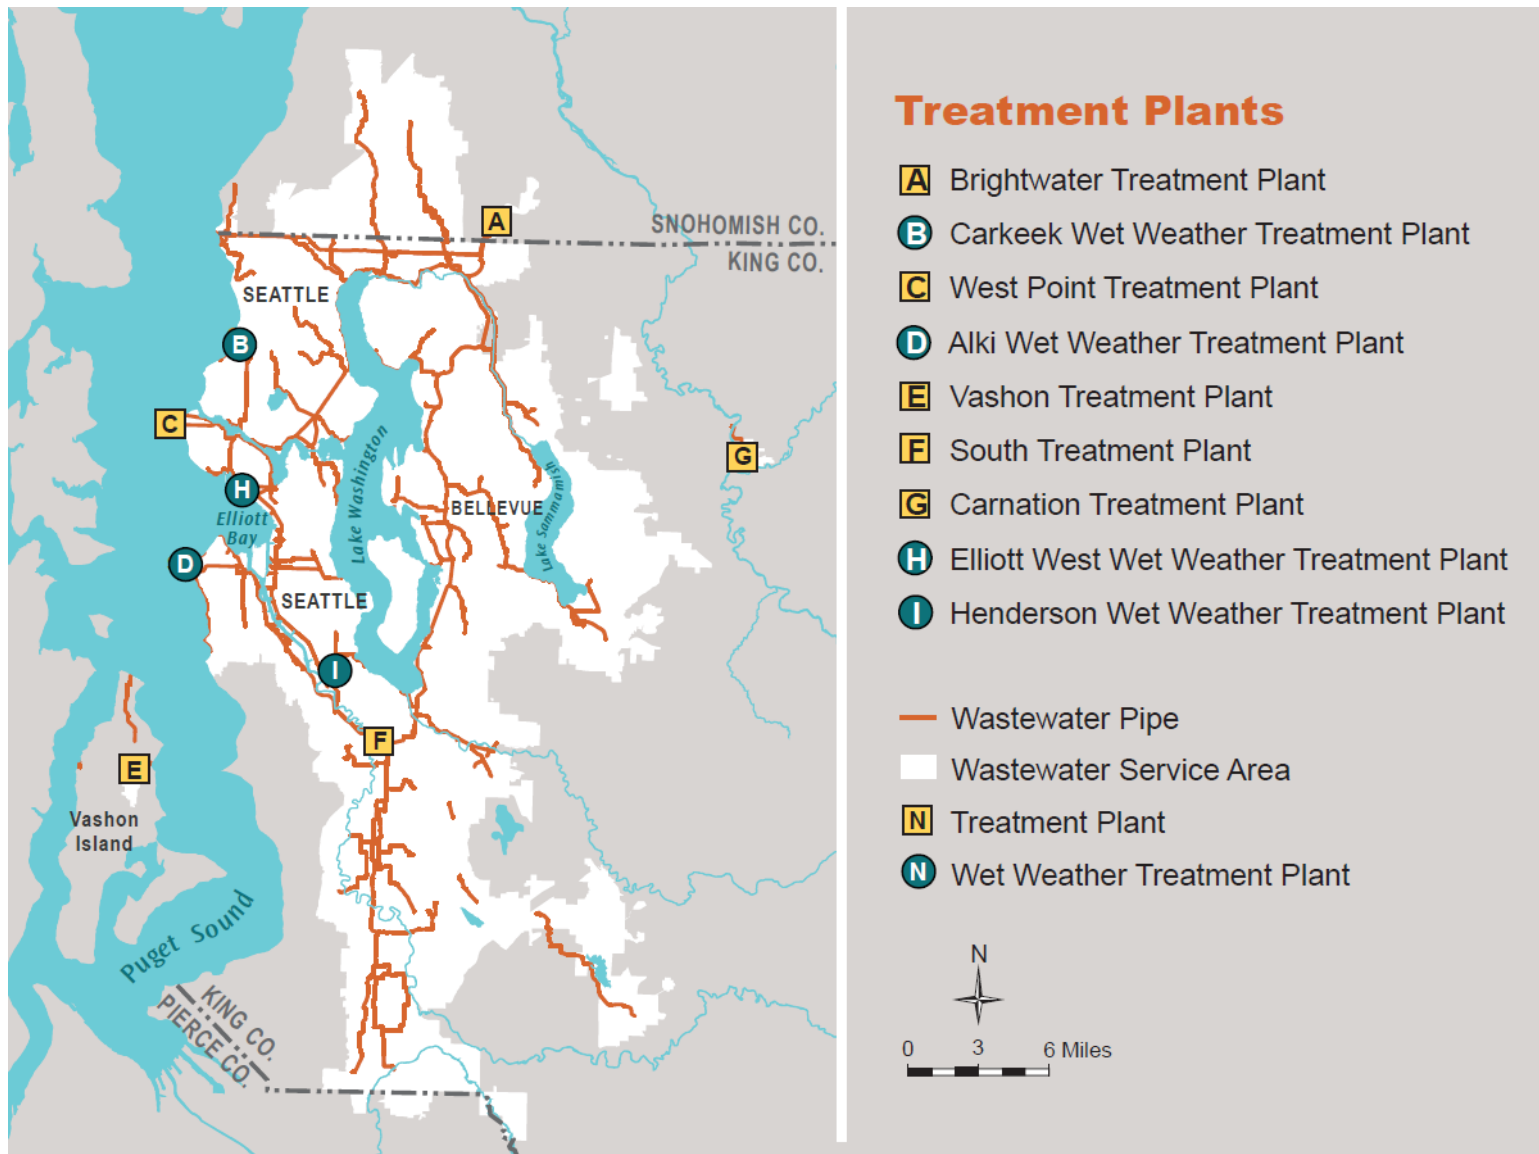 A
SNOHOMISH CO.
KING CO.
SEATTLE
B
C
Lake Washington
G
Lake Sammamish
H
BELLEVUE
Elliott
Bay
D
SEATTLE
I
F
E
Vashon
Island
Puget Sound
KING CO.
PIERCE CO.
Treatment Plants
A Brightwater Treatment Plant
B Carkeek Wet Weather Treatment Plant
C West Point Treatment Plant
D Alki Wet Weather Treatment Plant
E Vashon Treatment Plant
F South Treatment Plant
G Carnation Treatment Plant
H Elliott West Wet Weather Treatment Plant
I Henderson Wet Weather Treatment Plant
Wastewater Pipe
Wastewater Service Area
N Treatment Plant
N Wet Weather Treatment Plant
N
0 3 6 Miles